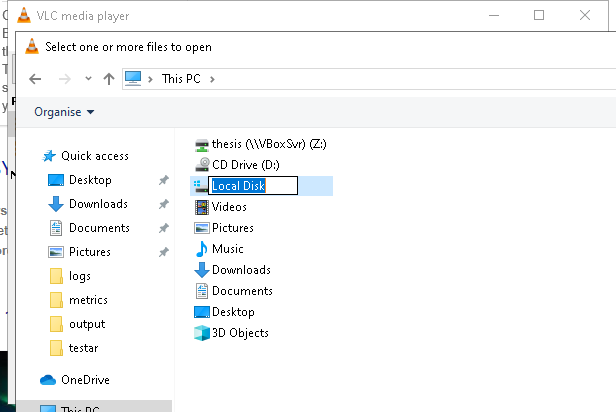 VLC media player
Select one or more files to open
This PC
Organise
Quick access
Desktop
Downloads
Documents
Pictures
logs
metrics
output
testar
OneDrive
This PC
thesis (\\VBoxSvr) (Z:)
CD Drive (D:)
Local Disk
Videos
Pictures
Music
Downloads
Documents
Desktop
3D Objects